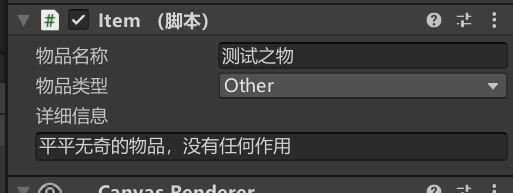 Item （脚本）
物品名称 测试之物
物品类型 Other
详细信息
平平无奇的物品，没有任何作用
Canvas Renderer